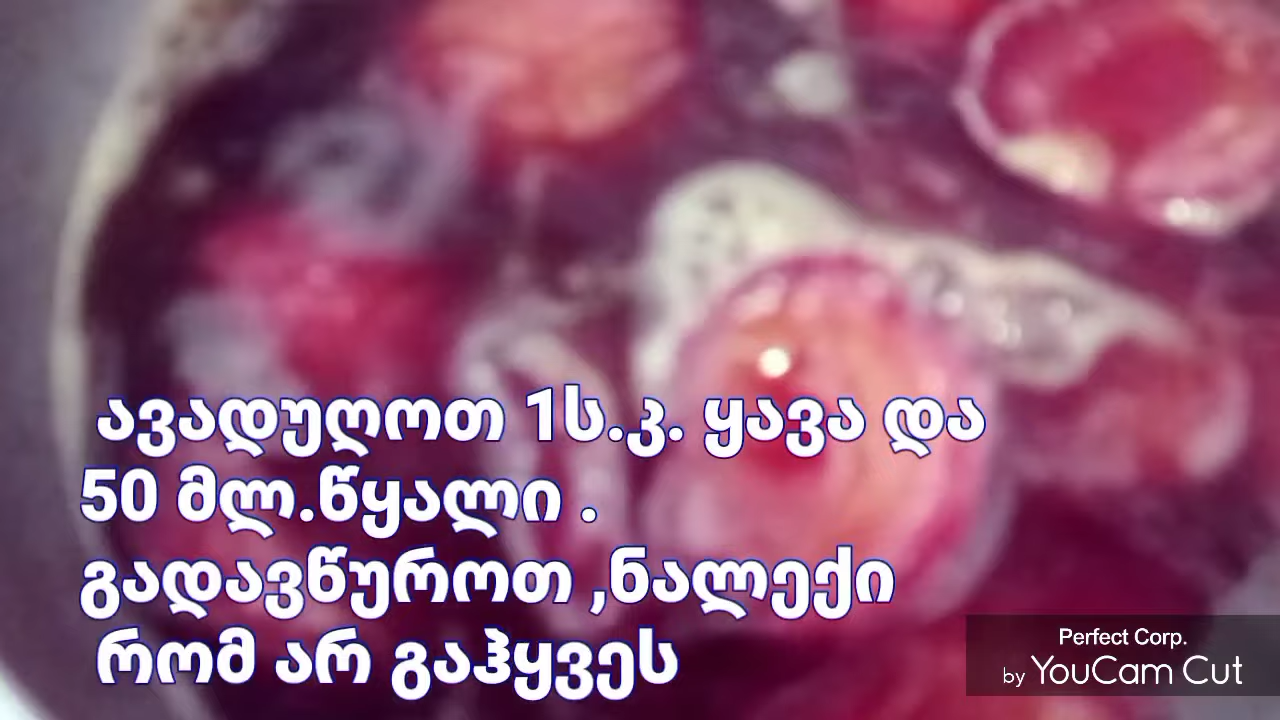 ავადუღოთ 1ს.კ. ყავა და
50 მლ.წყალი .
გადავწუროთ ,ნალექი
რომ არ გაჰყვეს
Perfect Corp.
by YouCam Cut